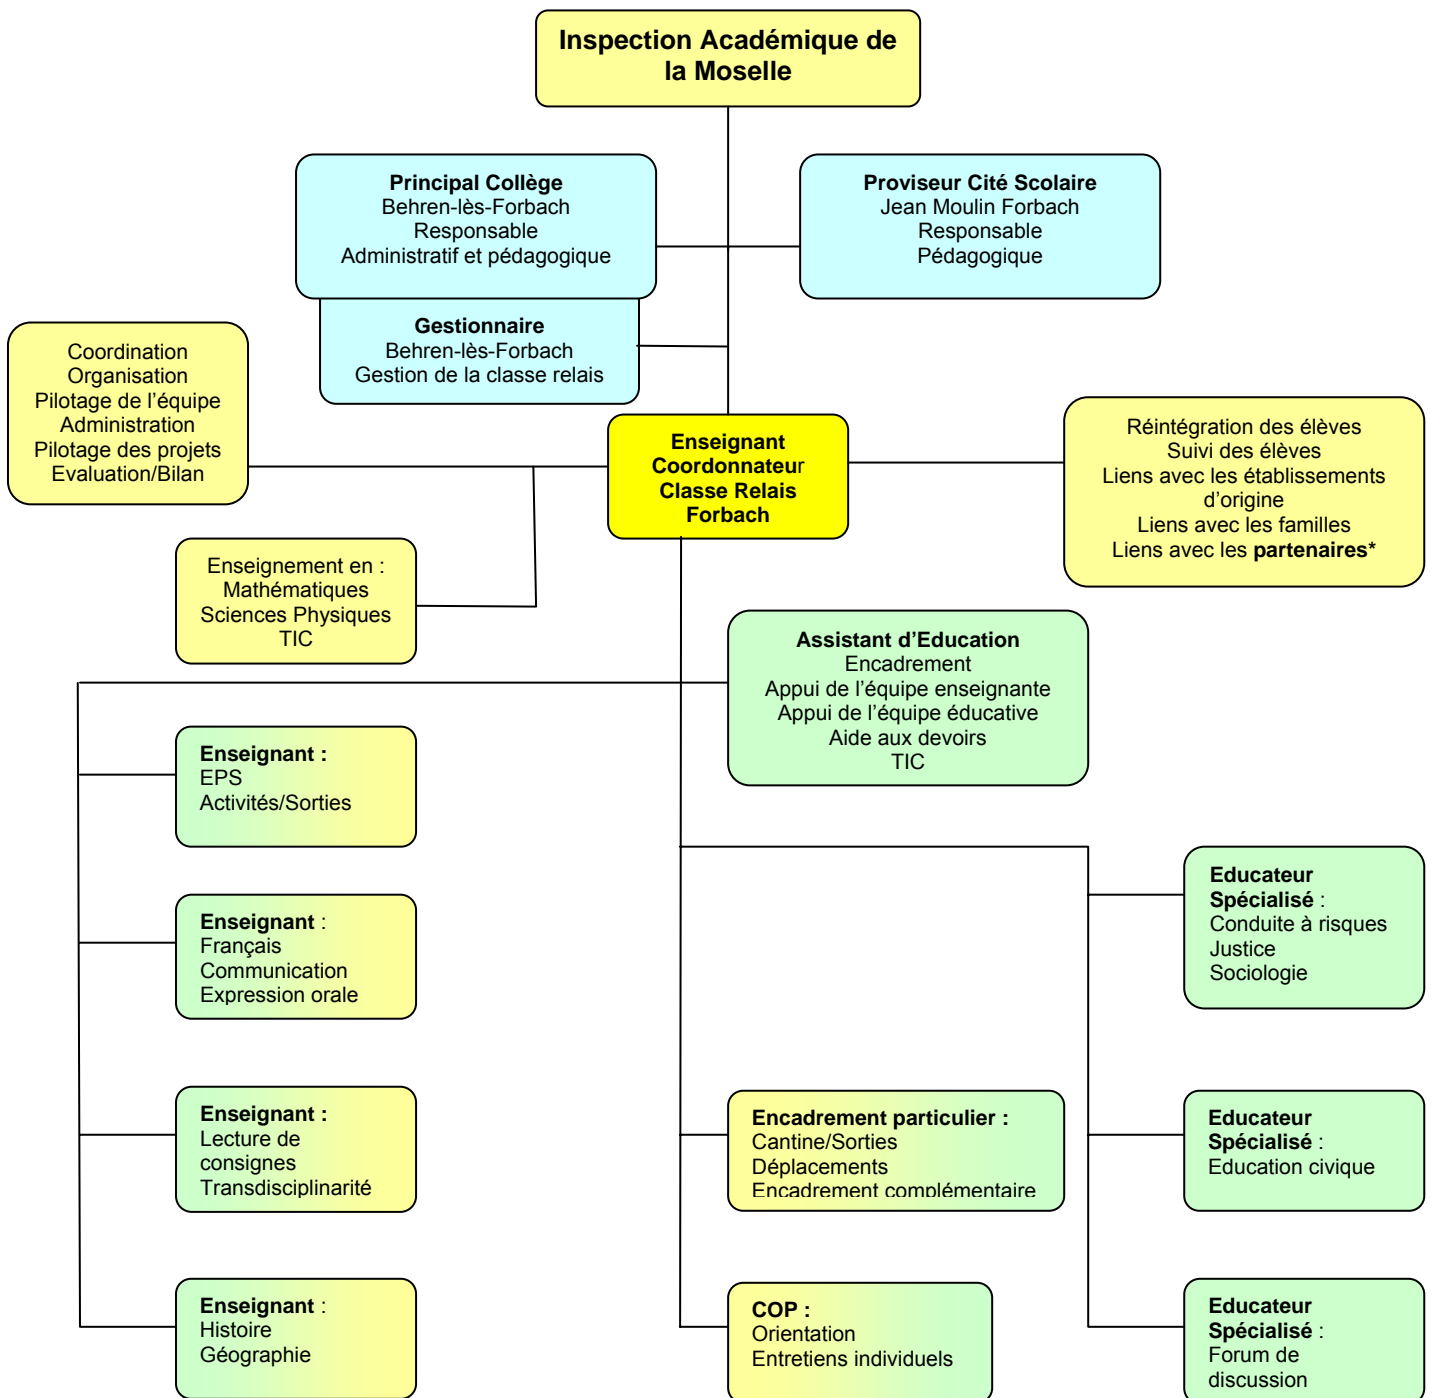 Inspection Académique de
la Moselle
Principal Collège
Behren-lès-Forbach
Responsable
Administratif et pédagogique
Proviseur Cité Scolaire
Jean Moulin Forbach
Responsable
Pédagogique
Gestionnaire
Behren-lès-Forbach
Gestion de la classe relais
Coordination
Organisation
Pilotage de l’équipe
Administration
Pilotage des projets
Evaluation/Bilan
Enseignant
Coordonnateur
Classe Relais
Forbach
Réintégration des élèves
Suivi des élèves
Liens avec les établissements
d’origine
Liens avec les familles
Liens avec les partenaires*
Enseignement en :
Mathématiques
Sciences Physiques
TIC
Assistant d’Education
Encadrement
Appui de l’équipe enseignante
Appui de l’équipe éducative
Aide aux devoirs
TIC
Enseignant :
EPS
Activités/Sorties
Enseignant :
Français
Communication
Expression orale
Enseignant :
Lecture de
consignes
Transdisciplinarité
Enseignant :
Histoire
Géographie
Encadrement particulier :
Cantine/Sorties
Déplacements
Encadrement complémentaire
COP :
Orientation
Entretiens individuels
Educateur
Spécialisé :
Conduite à risques
Justice
Sociologie
Educateur
Spécialisé :
Education civique
Educateur
Spécialisé :
Forum de
discussion